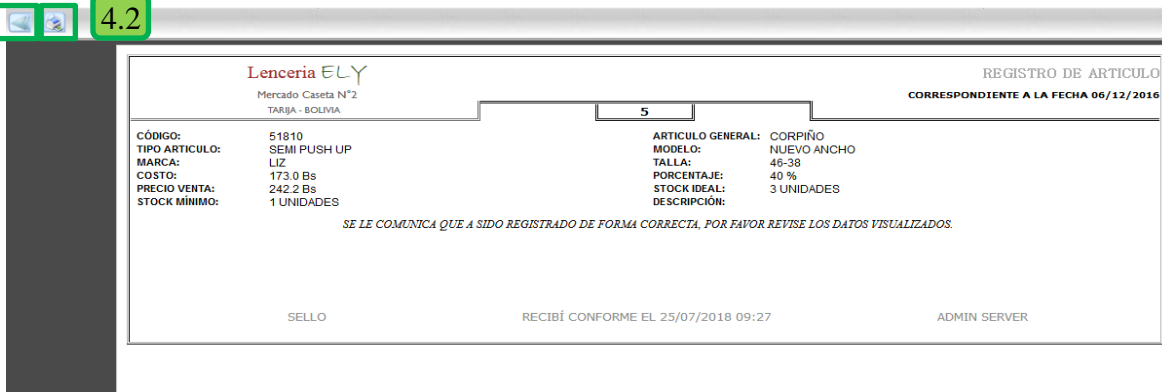 4.2
Lenceria ELY
Mercado Caseta N°2
TARIJA - BOLIVIA
REGISTRO DE ARTICULO
CORRESPONDIENTE A LA FECHA 06/12/2016
5
CÓDIGO: 51810 ARTICULO GENERAL: CORPIÑO
TIPO ARTICULO: SEMI PUSH UP MODELO: NUEVO ANCHO
MARCA: LIZ TALLA: 46-38
COSTO: 173.0 Bs PORCENTAJE: 40 %
PRECIO VENTA: 242.2 Bs STOCK IDEAL: 3 UNIDADES
STOCK MÍNIMO: 1 UNIDADES DESCRIPCIÓN:
SE LE COMUNICA QUE A SIDO REGISTRADO DE FORMA CORRECTA, POR FAVOR REVISE LOS DATOS VISUALIZADOS.
SELLO RECIBÍ CONFORME EL 25/07/2018 09:27 ADMIN SERVER